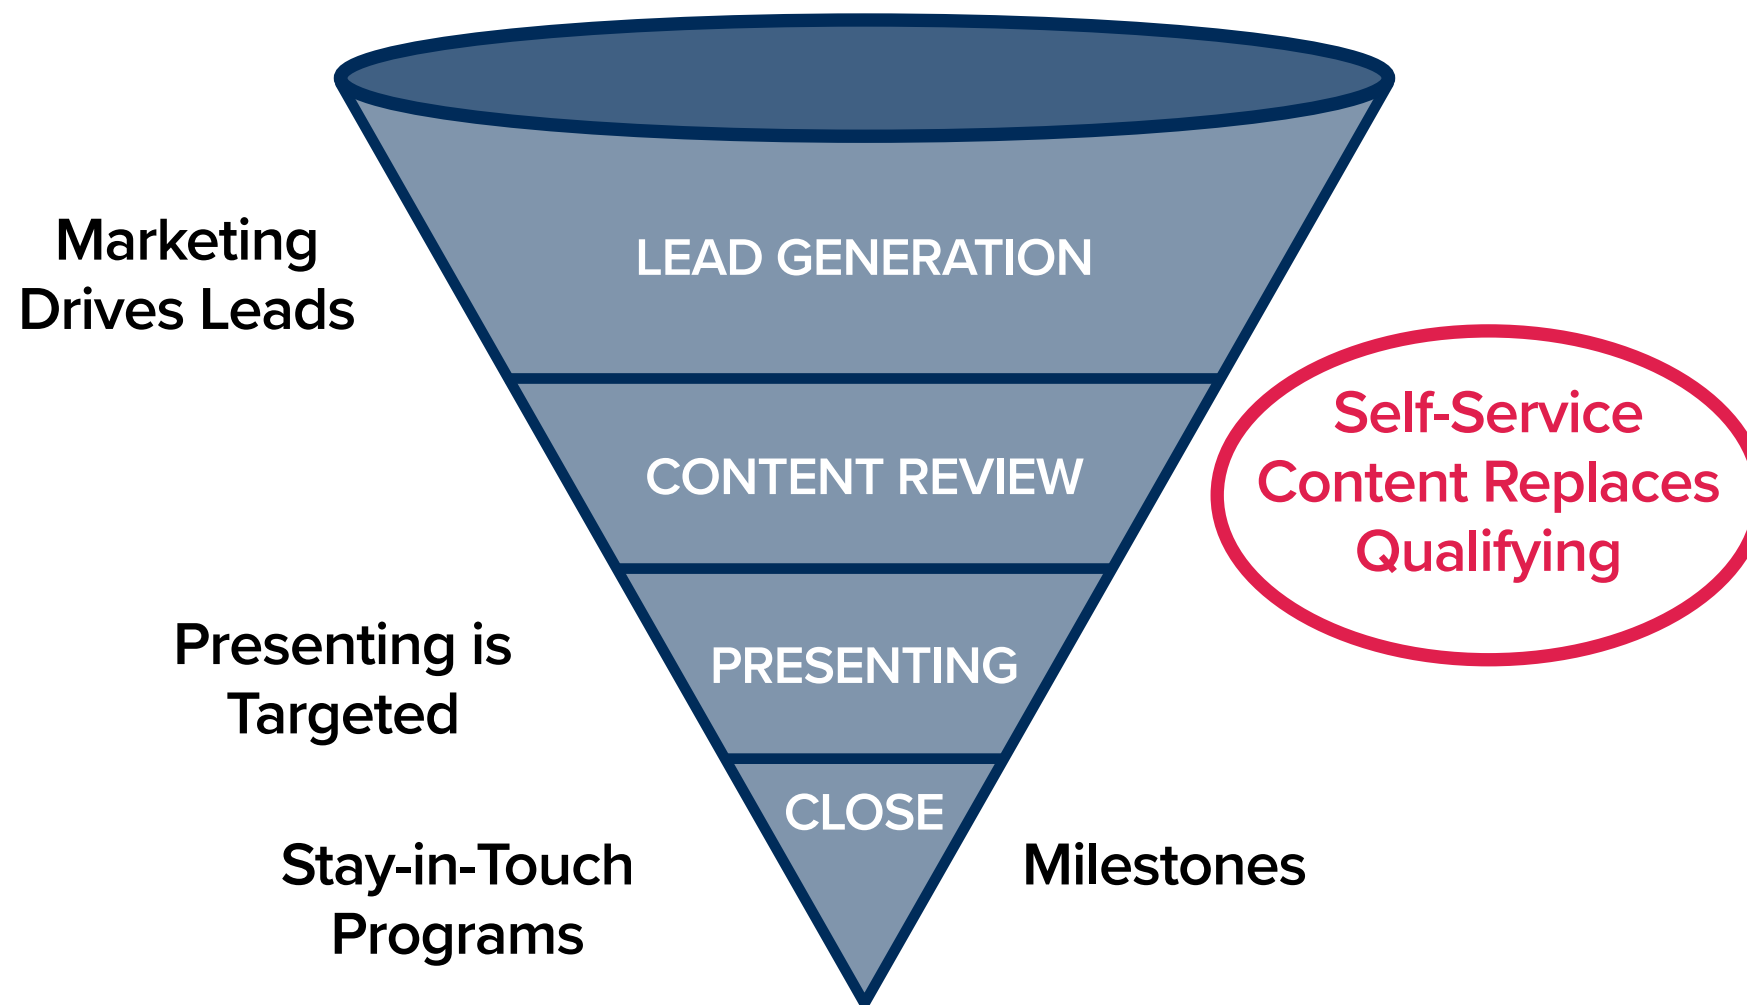 Marketing
Drives Leads
LEAD GENERATION
Self-Service
Content Replaces
Qualifying
CONTENT REVIEW
Presenting is
Targeted
PRESENTING
CLOSE
Stay-in-Touch
Programs
Milestones